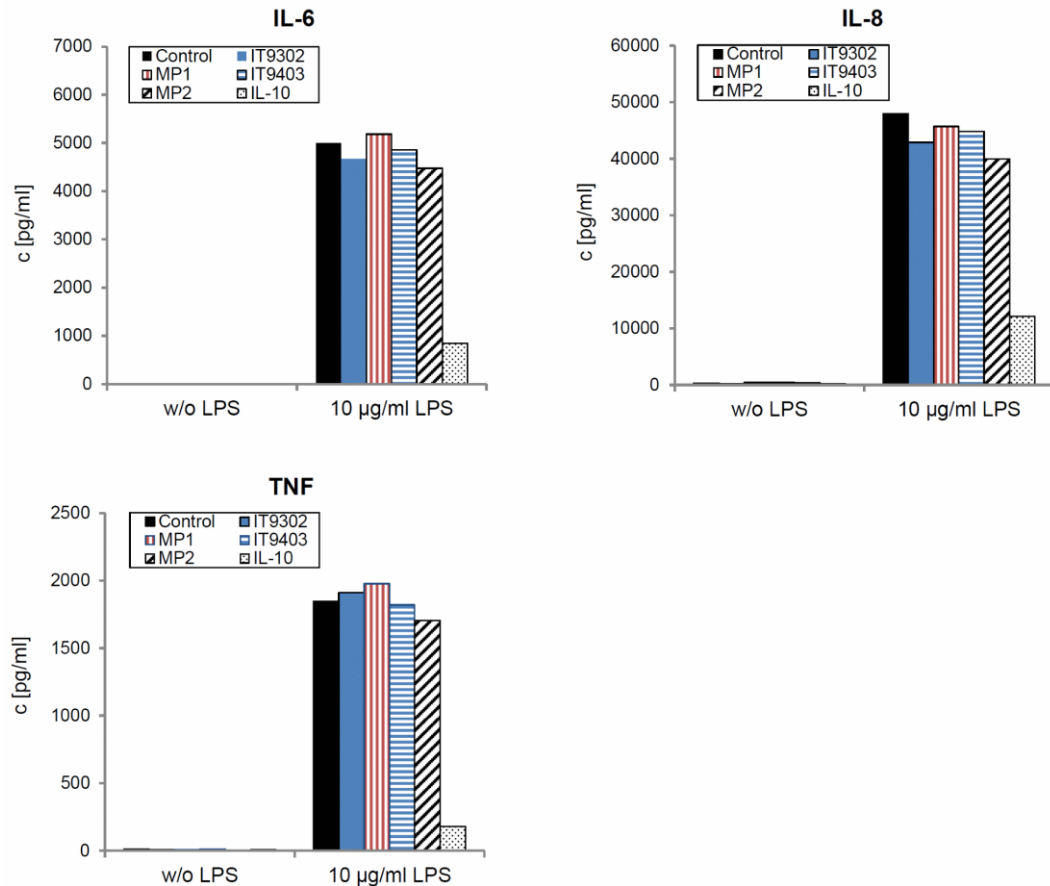 IL-6
7000
6000
5000
4000
3000
2000
1000
0
c [pg/ml]
Control IT9302
MP1 IT9403
MP2 IL-10
w/o LPS 10 µg/ml LPS
IL-8
60000
50000
40000
30000
20000
10000
0
c [pg/ml]
Control IT9302
MP1 IT9403
MP2 IL-10
w/o LPS 10 µg/ml LPS
TNF
2500
2000
1500
1000
500
0
c [pg/ml]
Control IT9302
MP1 IT9403
MP2 IL-10
w/o LPS 10 µg/ml LPS